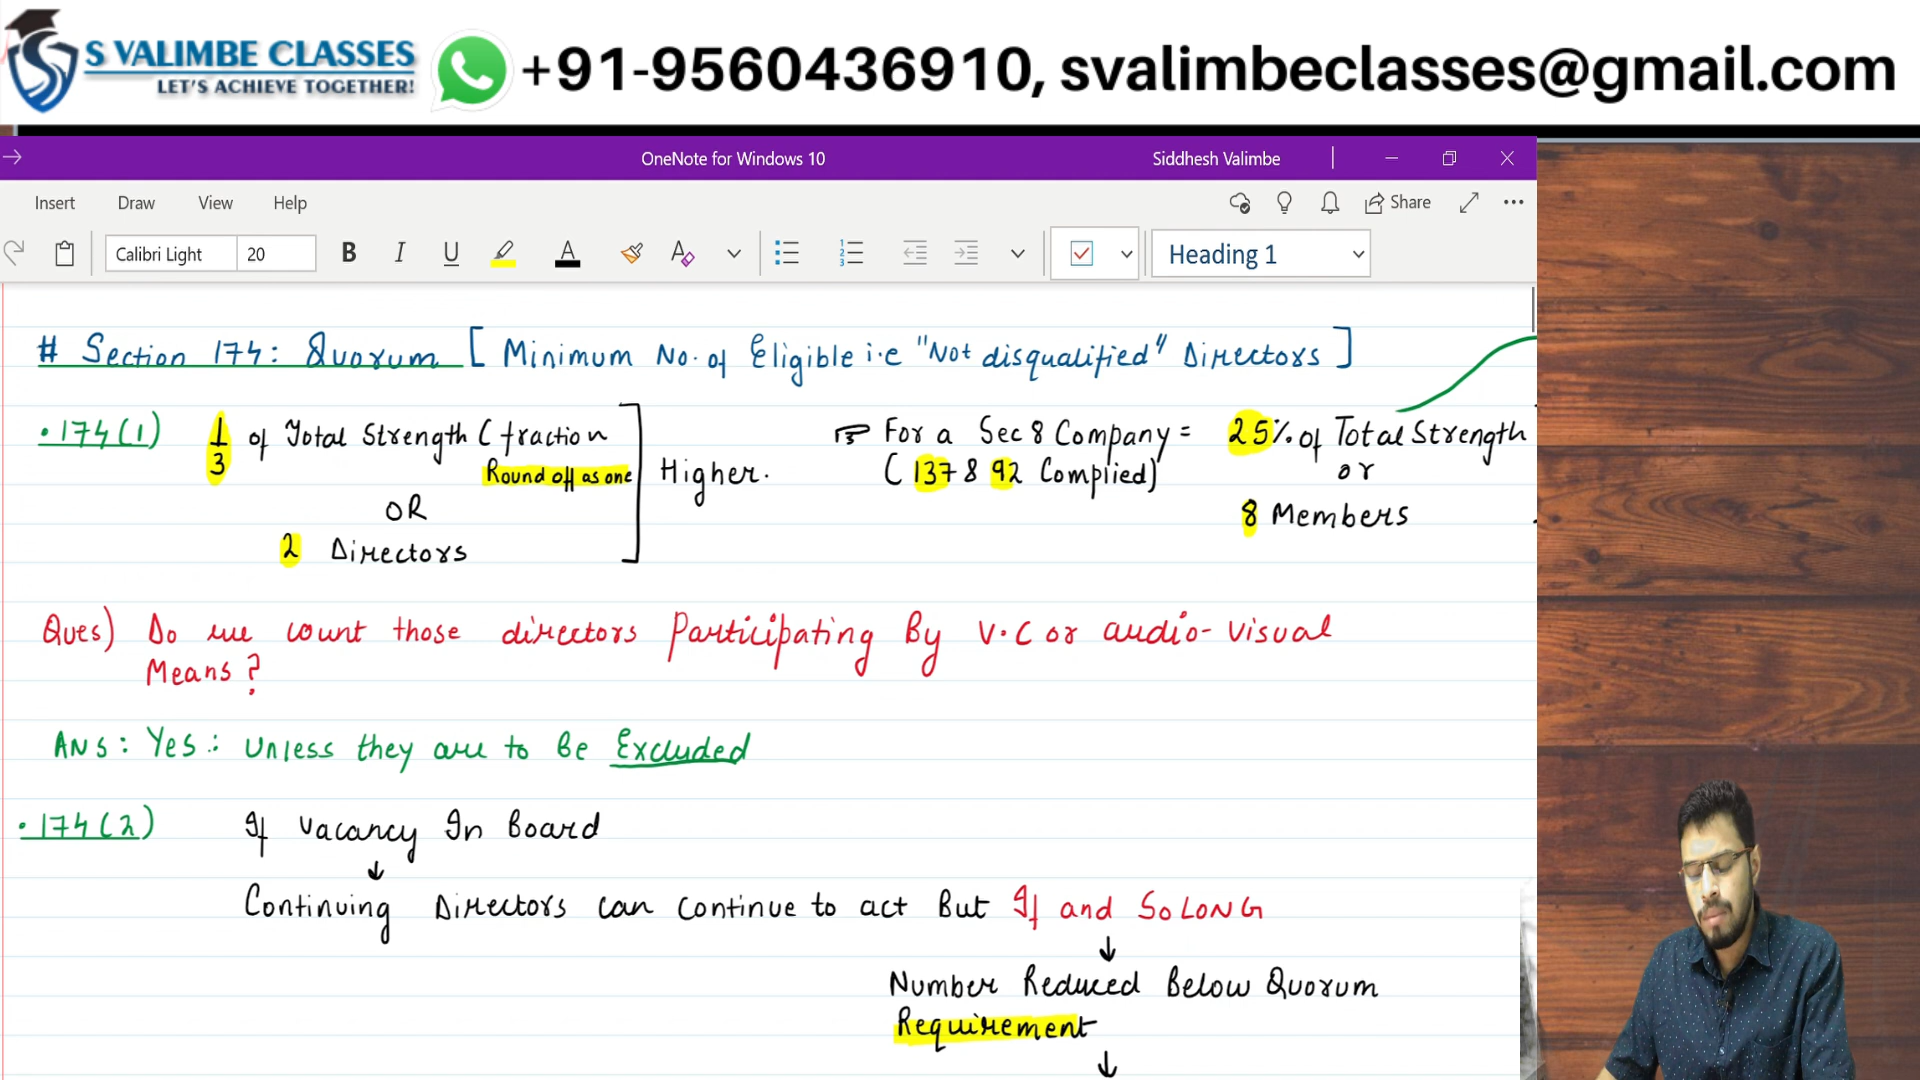 S VALIMBE CLASSES
LET'S ACHIEVE TOGETHER!
+91-9560436910, svalimbeclasses@gmail.com
OneNote for Windows 10
Siddhesh Valimbe
Insert Draw View Help
Share
Calibri Light 20 B I U A Heading 1
# Section 174: Quorum [ Minimum No. of Eligible i.e "Not disqualified" Directors ]
• 174(1) 1/3 of Total Strength ( fraction
Round off as one
OR
2 Directors
Higher.
For a Sec 8 Company = 25% of Total Strength
( 137 & 92 Complied)
or
8 Members
Ques) Do we count those directors Participating By V.C or audio-visual
Means?
Ans: Yes: unless they are to be Excluded
• 174(2) If Vacancy In Board
Continuing Directors can continue to act But If and So LONG
Number Reduced Below Quorum
Requirement